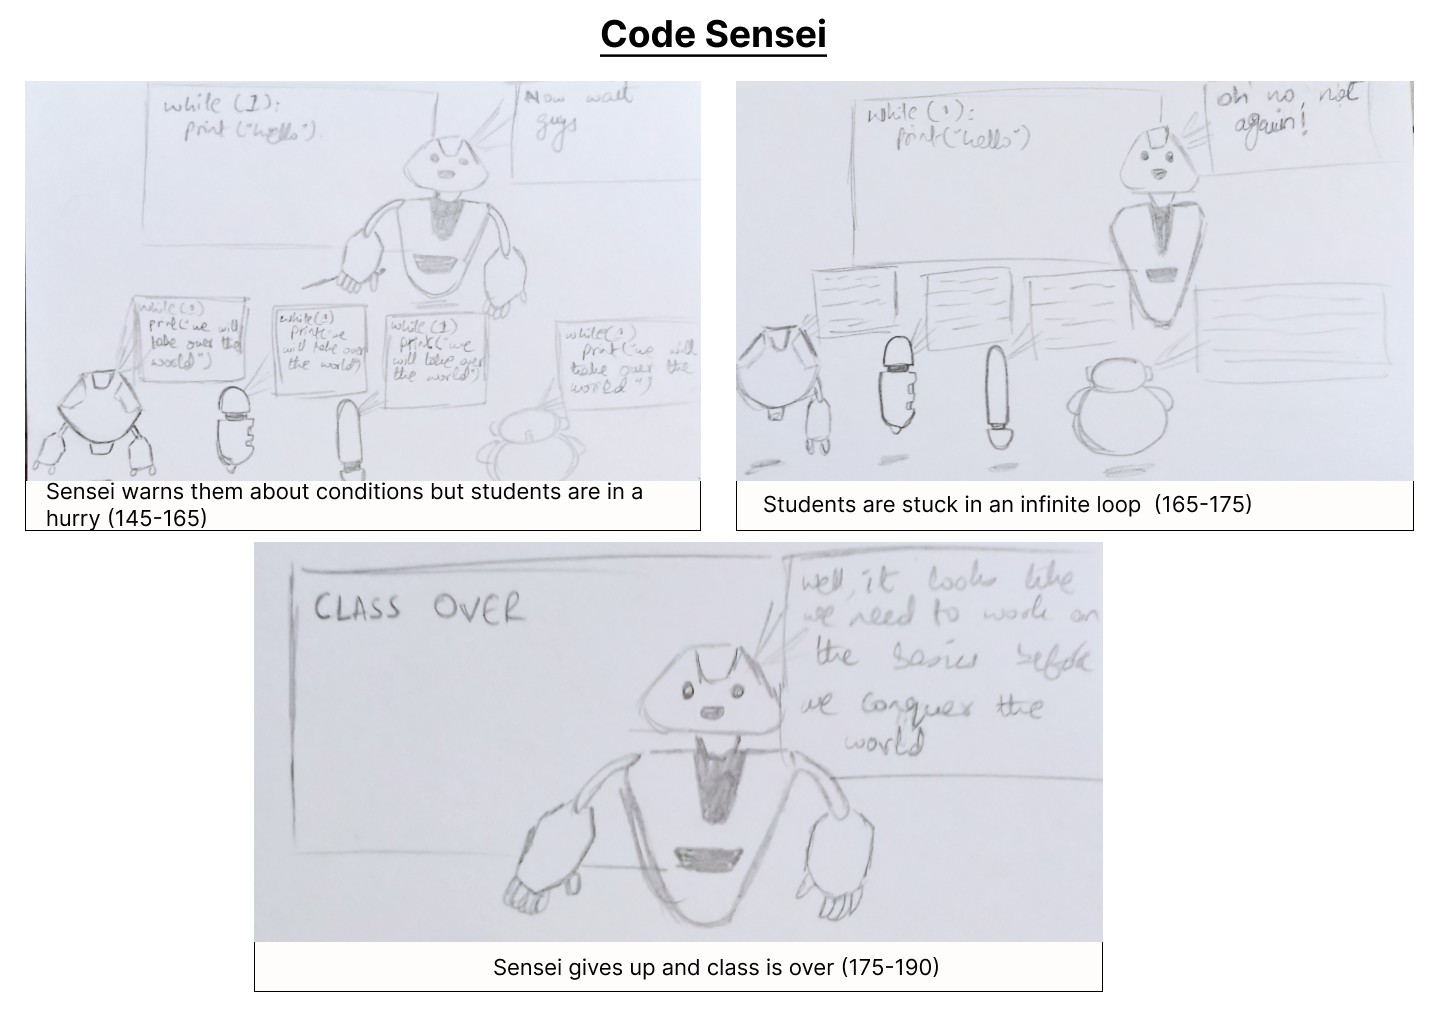 Code Sensei
while (1):
print ("hello").
Now wait
guys
while (1)
print("we will
take over the
world")
while (1)
print("we
will take over
the world")
while (1)
print("we
will take over
the world")
while (1)
print("we will
take over the
world")
Sensei warns them about conditions but students are in a
hurry (145-165)
while (1):
print("hello")
oh no, not
again!
Students are stuck in an infinite loop (165-175)
CLASS OVER
well, it looks like
we need to work on
the basics before
we conquer the
world
Sensei gives up and class is over (175-190)